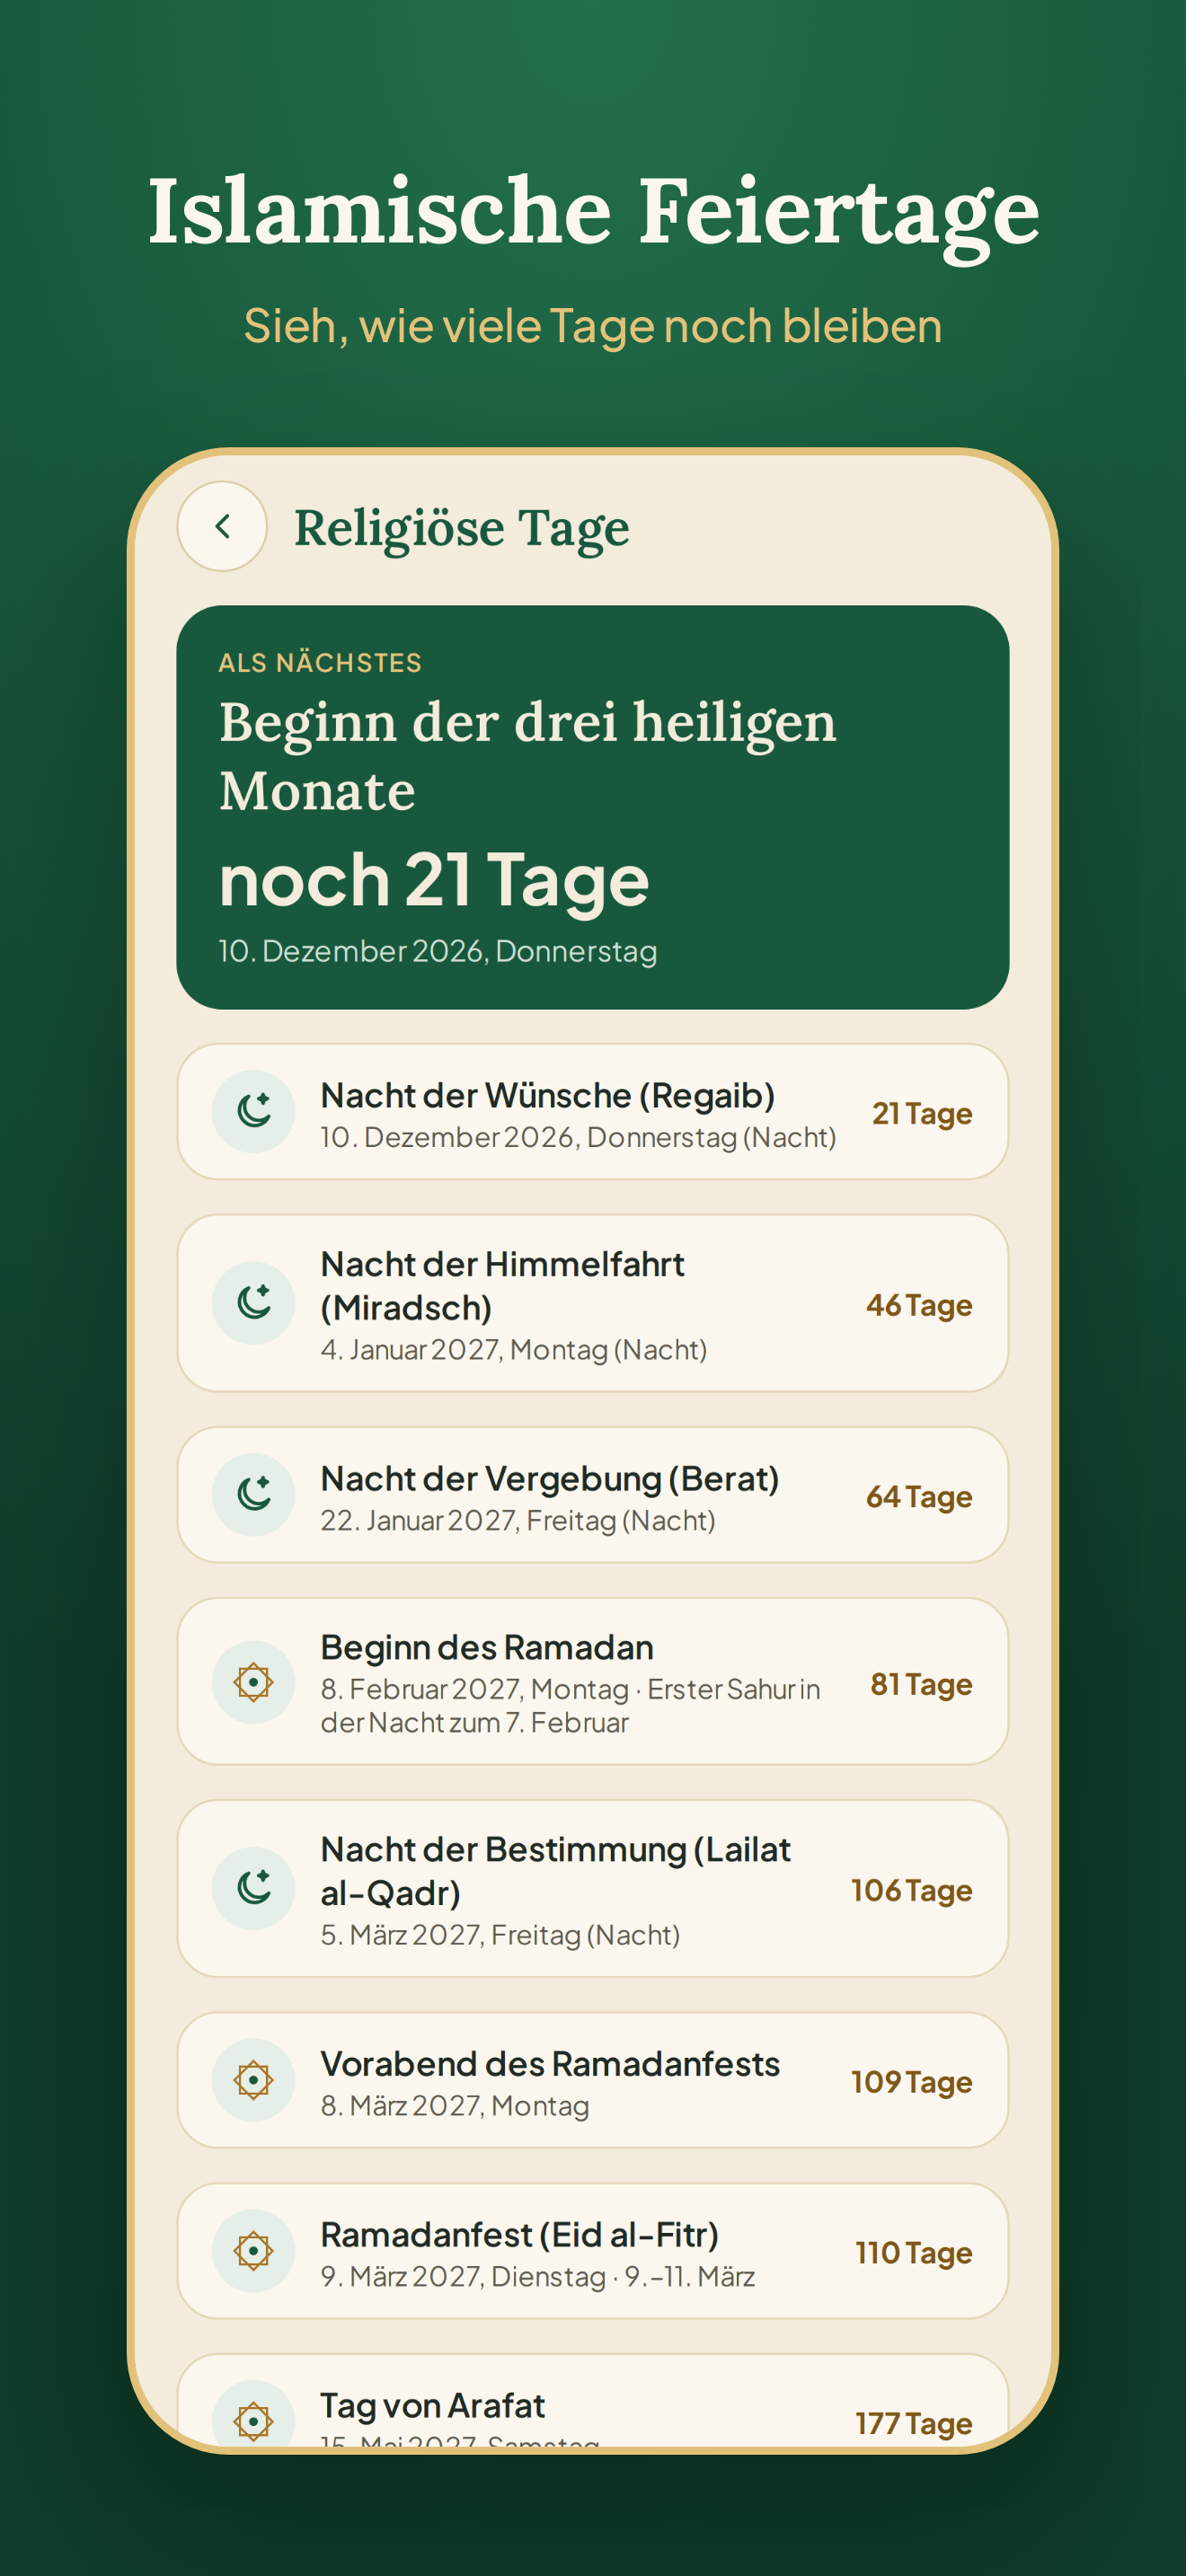 Islamische Feiertage
Sieh, wie viele Tage noch bleiben
Religiöse Tage
ALS NÄCHSTES
Beginn der drei heiligen
Monate
noch 21 Tage
10. Dezember 2026, Donnerstag
Nacht der Wünsche (Regaib)
10. Dezember 2026, Donnerstag (Nacht)
21 Tage
Nacht der Himmelfahrt
(Miradsch)
4. Januar 2027, Montag (Nacht)
46 Tage
Nacht der Vergebung (Berat)
22. Januar 2027, Freitag (Nacht)
64 Tage
Beginn des Ramadan
8. Februar 2027, Montag · Erster Sahur in
der Nacht zum 7. Februar
81 Tage
Nacht der Bestimmung (Lailat
al-Qadr)
5. März 2027, Freitag (Nacht)
106 Tage
Vorabend des Ramadanfests
8. März 2027, Montag
109 Tage
Ramadanfest (Eid al-Fitr)
9. März 2027, Dienstag · 9.–11. März
110 Tage
Tag von Arafat
15. Mai 2027, Samstag
177 Tage